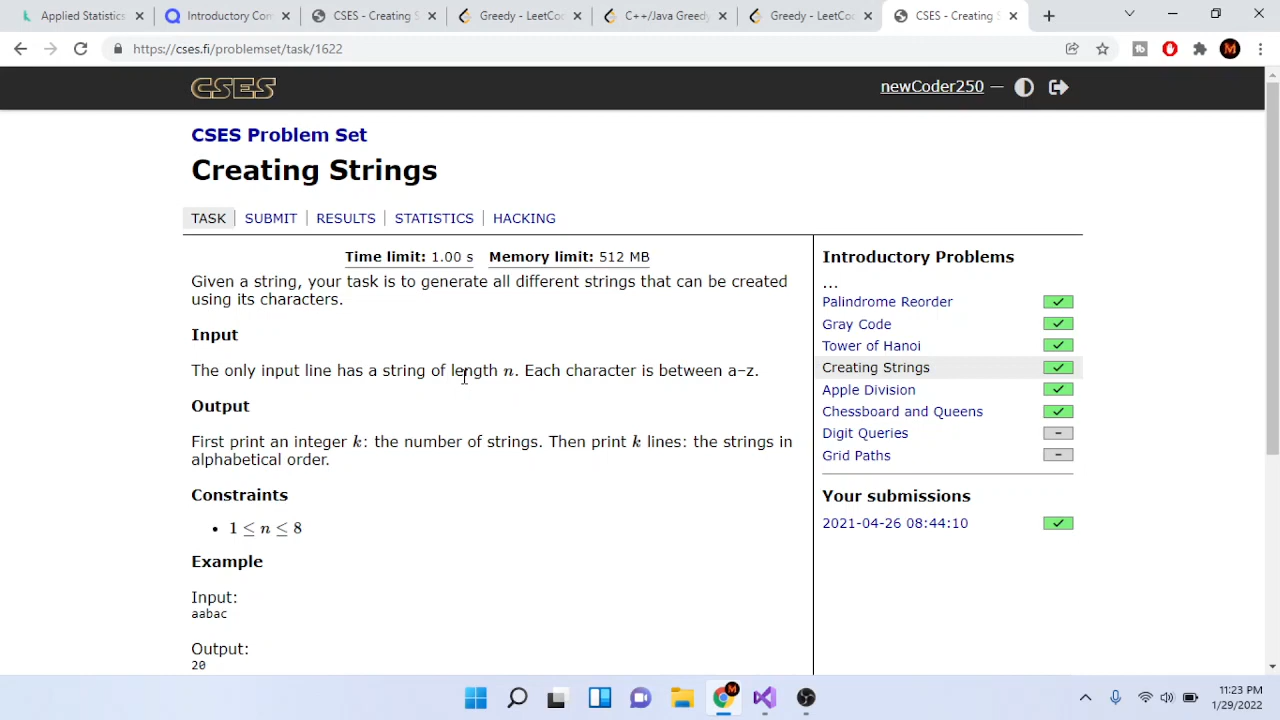 Applied Statistics
Introductory Con
CSES - Creating S
Greedy - LeetCod
C++/Java Greedy
Greedy - LeetCod
CSES - Creating S
https://cses.fi/problemset/task/1622
M
CSES
newCoder250 —
CSES Problem Set
Creating Strings
TASK
SUBMIT
RESULTS
STATISTICS
HACKING
Time limit: 1.00 s Memory limit: 512 MB
Given a string, your task is to generate all different strings that can be created
using its characters.
Input
The only input line has a string of length n. Each character is between a–z.
Output
First print an integer k: the number of strings. Then print k lines: the strings in
alphabetical order.
Constraints
• 1 ≤ n ≤ 8
Example
Input:
aabac
Output:
20
Introductory Problems
...
Palindrome Reorder
Gray Code
Tower of Hanoi
Creating Strings
Apple Division
Chessboard and Queens
Digit Queries
Grid Paths
Your submissions
2021-04-26 08:44:10
M
11:23 PM
1/29/2022